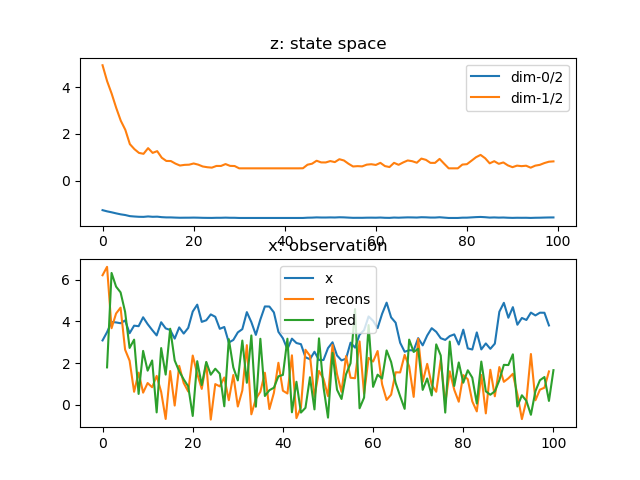 z: state space
4
2
0
dim-0/2
dim-1/2
0 20 40 60 80 100
x: observation
6
4
2
0
x
recons
pred
0 20 40 60 80 100